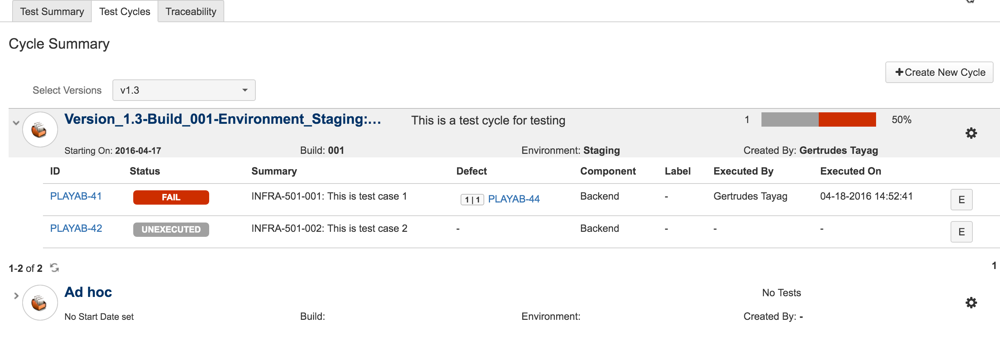 Test Summary Test Cycles Traceability
Cycle Summary
+Create New Cycle
Select Versions v1.3
Version_1.3-Build_001-Environment_Staging:... This is a test cycle for testing 1 50%
Starting On: 2016-04-17 Build: 001 Environment: Staging Created By: Gertrudes Tayag
ID Status Summary Defect Component Label Executed By Executed On
PLAYAB-41 FAIL INFRA-501-001: This is test case 1 1 | 1 PLAYAB-44 Backend - Gertrudes Tayag 04-18-2016 14:52:41 E
PLAYAB-42 UNEXECUTED INFRA-501-002: This is test case 2 - Backend - - - E
1-2 of 2 1
Ad hoc No Tests
No Start Date set Build: Environment: Created By: -